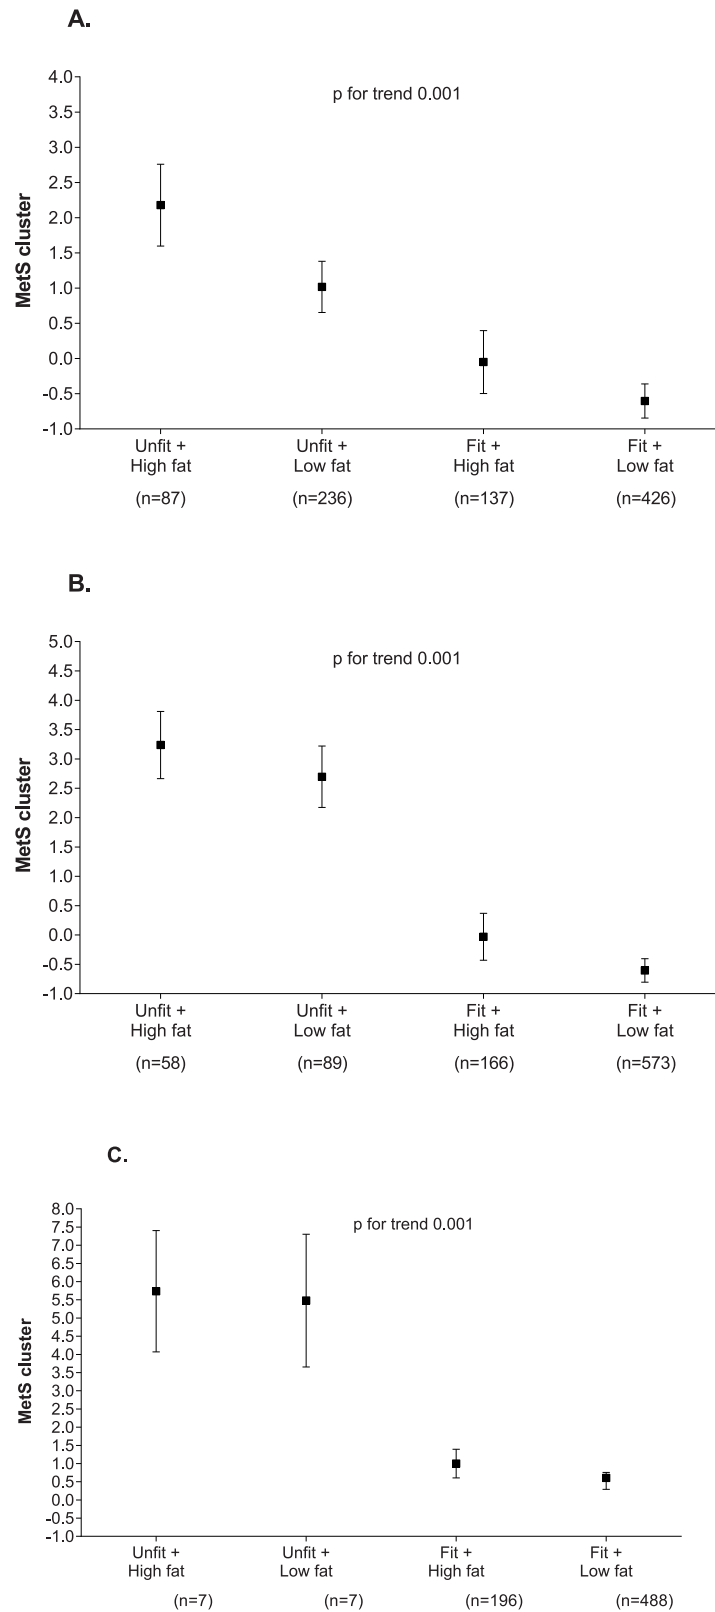 A.
p for trend 0.001
MetS cluster
4.0
3.5
3.0
2.5
2.0
1.5
1.0
0.5
0.0
-0.5
-1.0
Unfit + Unfit + Fit + Fit +
High fat Low fat High fat Low fat
(n=87) (n=236) (n=137) (n=426)
B.
p for trend 0.001
MetS cluster
5.0
4.5
4.0
3.5
3.0
2.5
2.0
1.5
1.0
0.5
0.0
-0.5
-1.0
Unfit + Unfit + Fit + Fit +
High fat Low fat High fat Low fat
(n=58) (n=89) (n=166) (n=573)
C.
p for trend 0.001
MetS cluster
8.0
7.5
7.0
6.5
6.0
5.5
5.0
4.5
4.0
3.5
3.0
2.5
2.0
1.5
1.0
0.5
0.0
-0.5
-1.0
Unfit + Unfit + Fit + Fit +
High fat Low fat High fat Low fat
(n=7) (n=7) (n=196) (n=488)